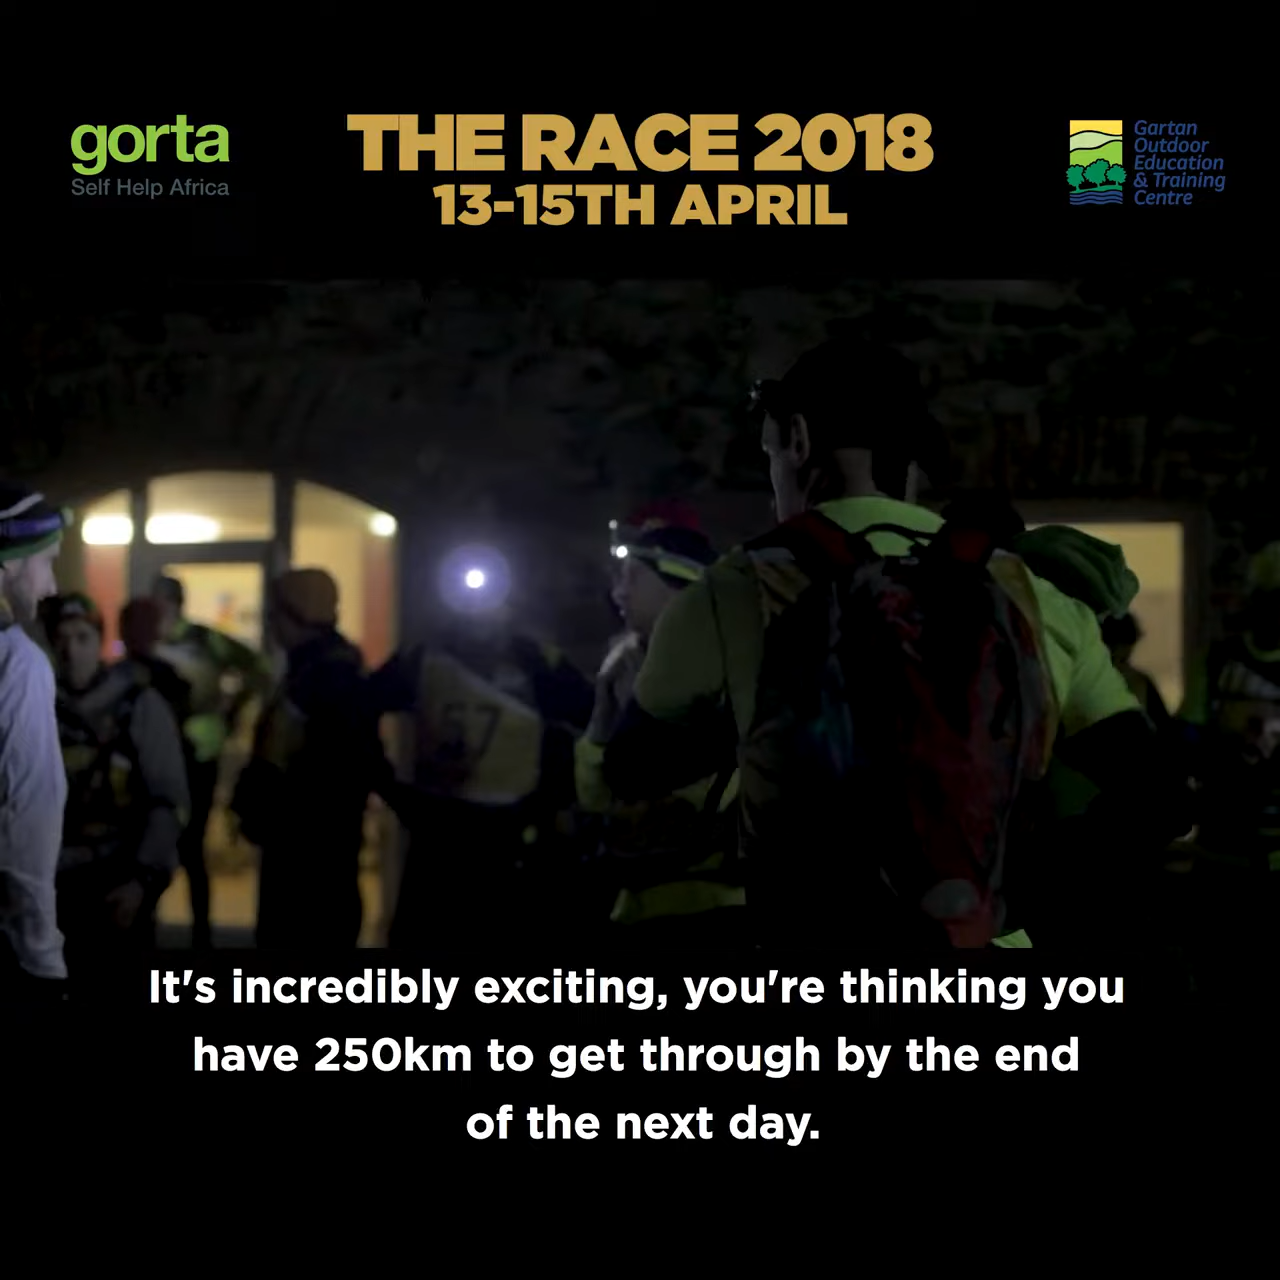 gorta
Self Help Africa
THE RACE 2018
13-15TH APRIL
Gartan
Outdoor
Education
& Training
Centre
57
It's incredibly exciting, you're thinking you
have 250km to get through by the end
of the next day.